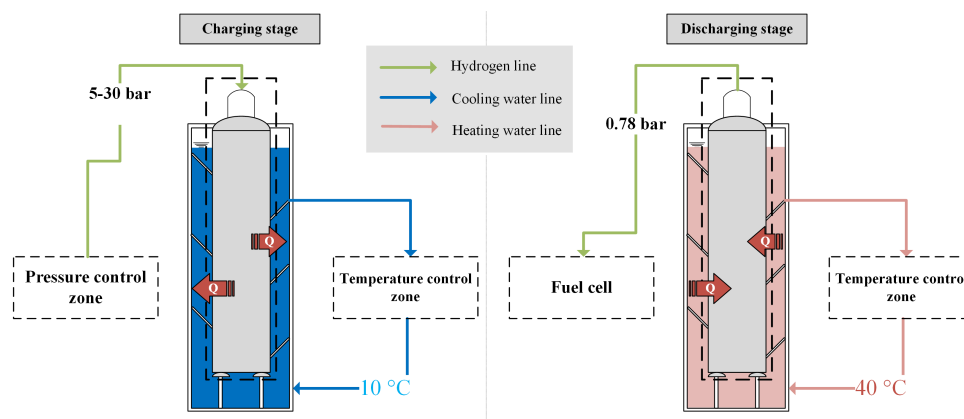 Charging stage
Discharging stage
Hydrogen line
Cooling water line
Heating water line
5-30 bar
0.78 bar
Q
Q
Q
Q
Pressure control
zone
Temperature control
zone
Fuel cell
Temperature control
zone
10 °C
40 °C